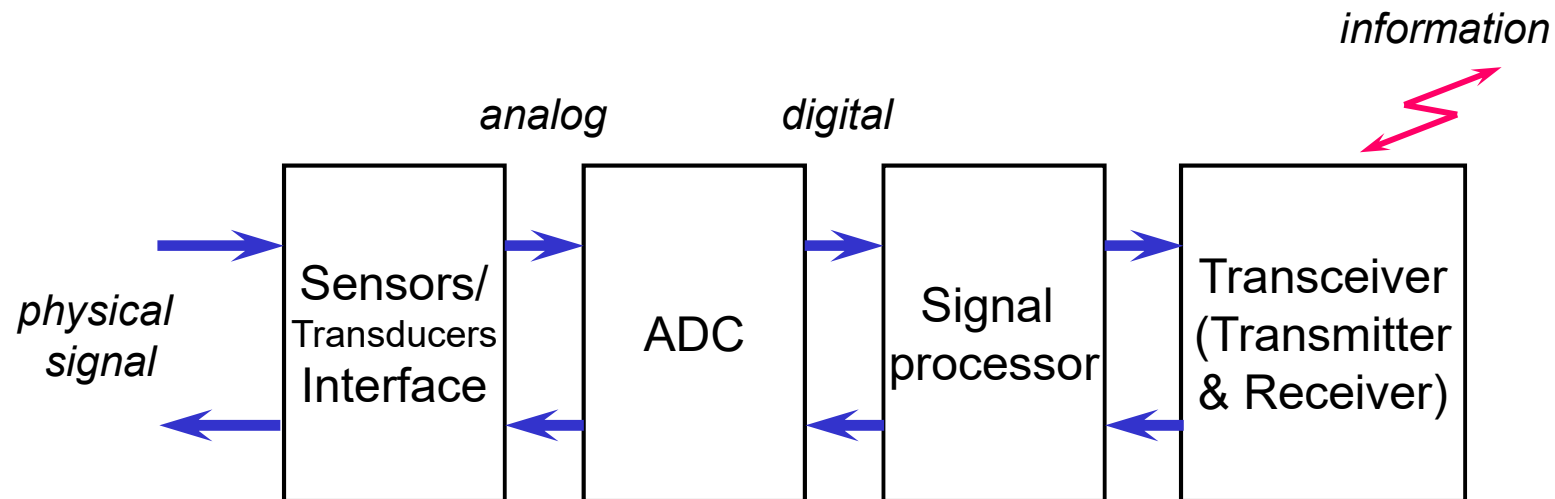 information
analog
digital
physical
signal
Sensors/
Transducers
Interface
ADC
Signal
processor
Transceiver
(Transmitter
& Receiver)